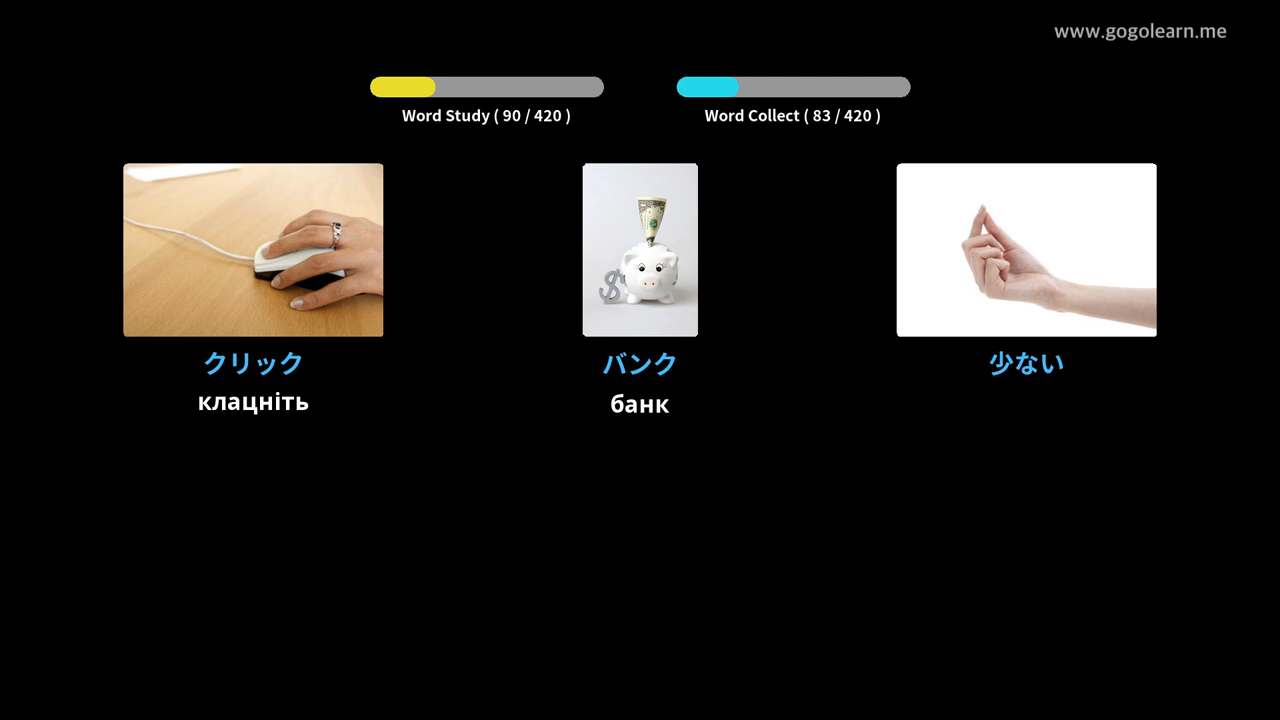 www.gogolearn.me
Word Study ( 90 / 420 )
Word Collect ( 83 / 420 )
クリック
バンク
少ない
клацніть
банк